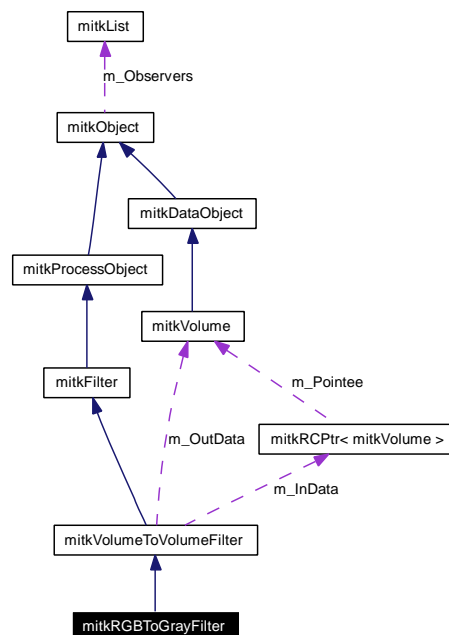 mitkList
m_Observers
mitkObject
mitkDataObject
mitkProcessObject
mitkVolume
mitkFilter
m_Pointee
m_OutData
mitkRCPtr< mitkVolume >
m_InData
mitkVolumeToVolumeFilter
mitkRGBToGrayFilter